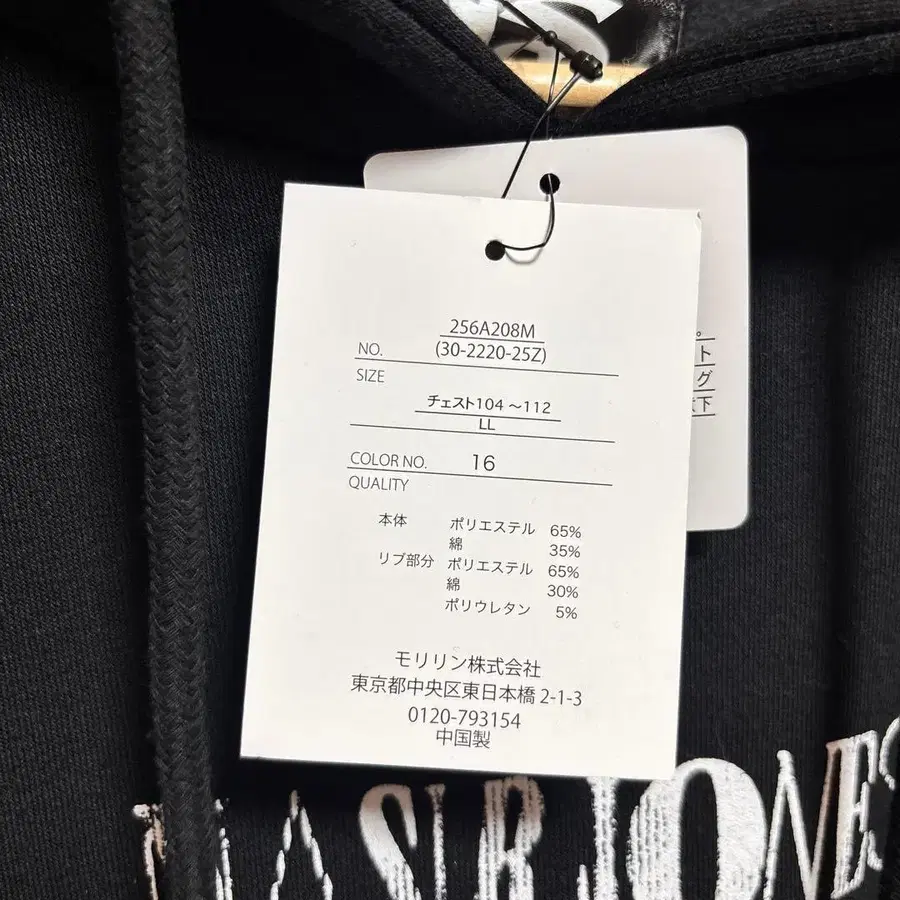 256A208M
NO. (30-2220-25Z)
SIZE
チェスト104～112
LL
COLOR NO. 16
QUALITY
本体 ポリエステル 65%
綿 35%
リブ部分 ポリエステル 65%
綿 30%
ポリウレタン 5%
モリリン株式会社
東京都中央区東日本橋 2-1-3
0120-793154
中国製
ト
グ
下
JONES